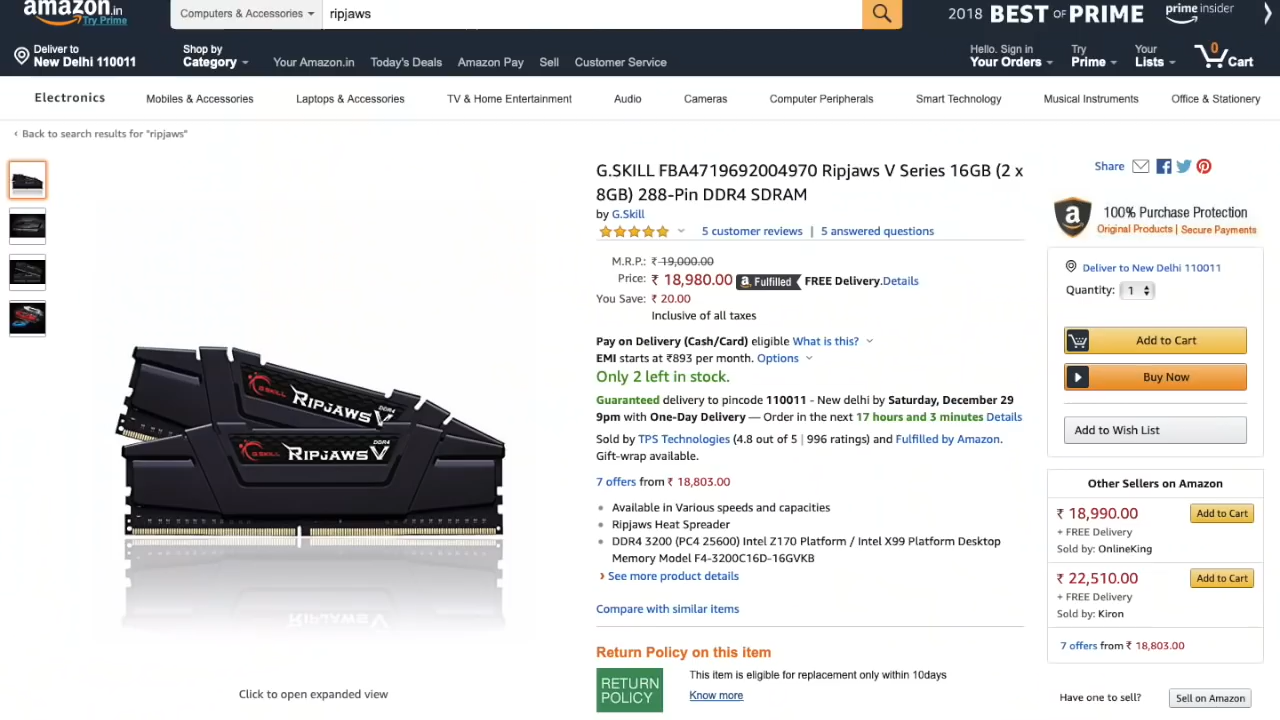 amazon.in
Try Prime
Computers & Accessories
ripjaws
2018 BEST OF PRIME
prime insider
Deliver to
New Delhi 110011
Shop by
Category
Your Amazon.in
Today's Deals
Amazon Pay
Sell
Customer Service
Hello. Sign in
Your Orders
Try
Prime
Your
Lists
0
Cart
Electronics
Mobiles & Accessories
Laptops & Accessories
TV & Home Entertainment
Audio
Cameras
Computer Peripherals
Smart Technology
Musical Instruments
Office & Stationery
‹ Back to search results for "ripjaws"
G.SKILL FBA4719692004970 Ripjaws V Series 16GB (2 x
8GB) 288-Pin DDR4 SDRAM
by G.Skill
5 customer reviews | 5 answered questions
M.R.P.: ₹ 19,000.00
Price: ₹ 18,980.00 a Fulfilled FREE Delivery.Details
You Save: ₹ 20.00
Inclusive of all taxes
Pay on Delivery (Cash/Card) eligible What is this?
EMI starts at ₹893 per month. Options
Only 2 left in stock.
Guaranteed delivery to pincode 110011 - New delhi by Saturday, December 29
9pm with One-Day Delivery — Order in the next 17 hours and 3 minutes Details
Sold by TPS Technologies (4.8 out of 5 | 996 ratings) and Fulfilled by Amazon.
Gift-wrap available.
7 offers from ₹ 18,803.00
Available in Various speeds and capacities
Ripjaws Heat Spreader
DDR4 3200 (PC4 25600) Intel Z170 Platform / Intel X99 Platform Desktop
Memory Model F4-3200C16D-16GVKB
› See more product details
Compare with similar items
Return Policy on this item
RETURN
POLICY
This item is eligible for replacement only within 10days
Know more
G.SKILL RIPJAWS V DDR4
G.SKILL RIPJAWS V DDR4
Click to open expanded view
Share
a
100% Purchase Protection
Original Products | Secure Payments
Deliver to New Delhi 110011
Quantity: 1
Add to Cart
Buy Now
Add to Wish List
Other Sellers on Amazon
₹ 18,990.00
Add to Cart
+ FREE Delivery
Sold by: OnlineKing
₹ 22,510.00
Add to Cart
+ FREE Delivery
Sold by: Kiron
7 offers from ₹ 18,803.00
Have one to sell?
Sell on Amazon